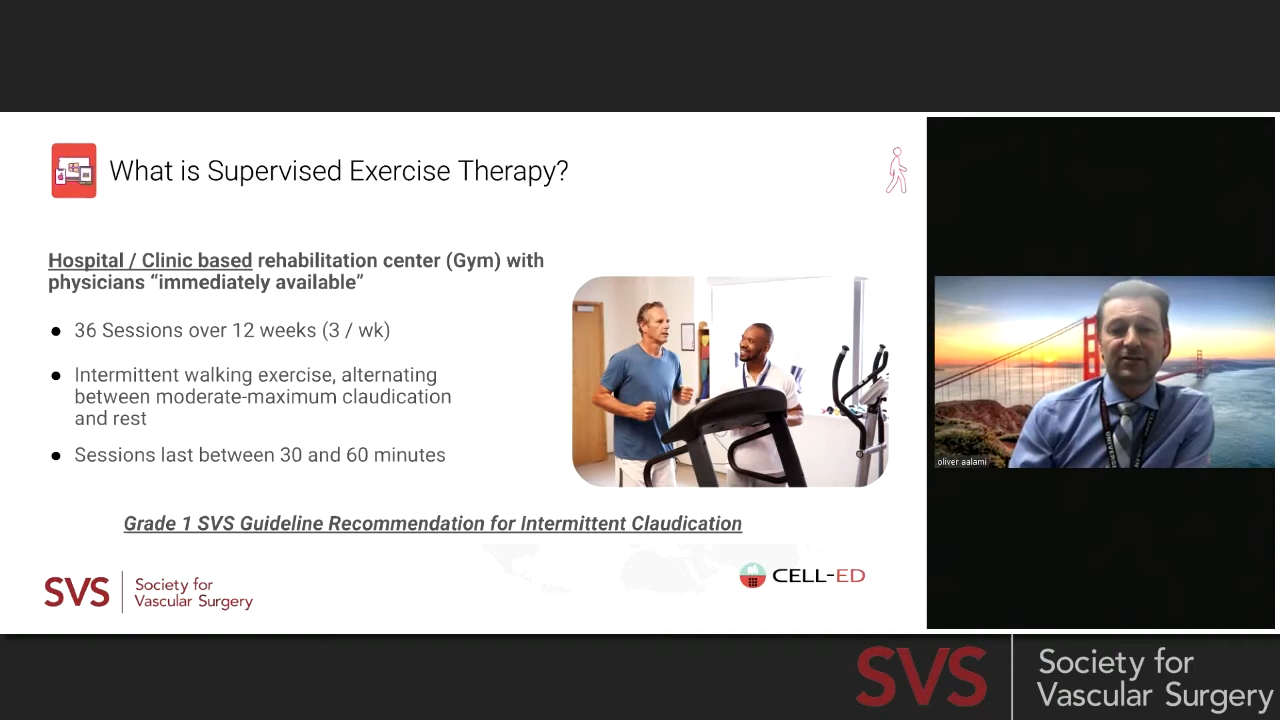 What is Supervised Exercise Therapy?
Hospital / Clinic based rehabilitation center (Gym) with
physicians “immediately available”
● 36 Sessions over 12 weeks (3 / wk)
● Intermittent walking exercise, alternating
between moderate-maximum claudication
and rest
● Sessions last between 30 and 60 minutes
Grade 1 SVS Guideline Recommendation for Intermittent Claudication
SVS
Society for
Vascular Surgery
CELL-ED
oliver aalami
SVS
Society for
Vascular Surgery